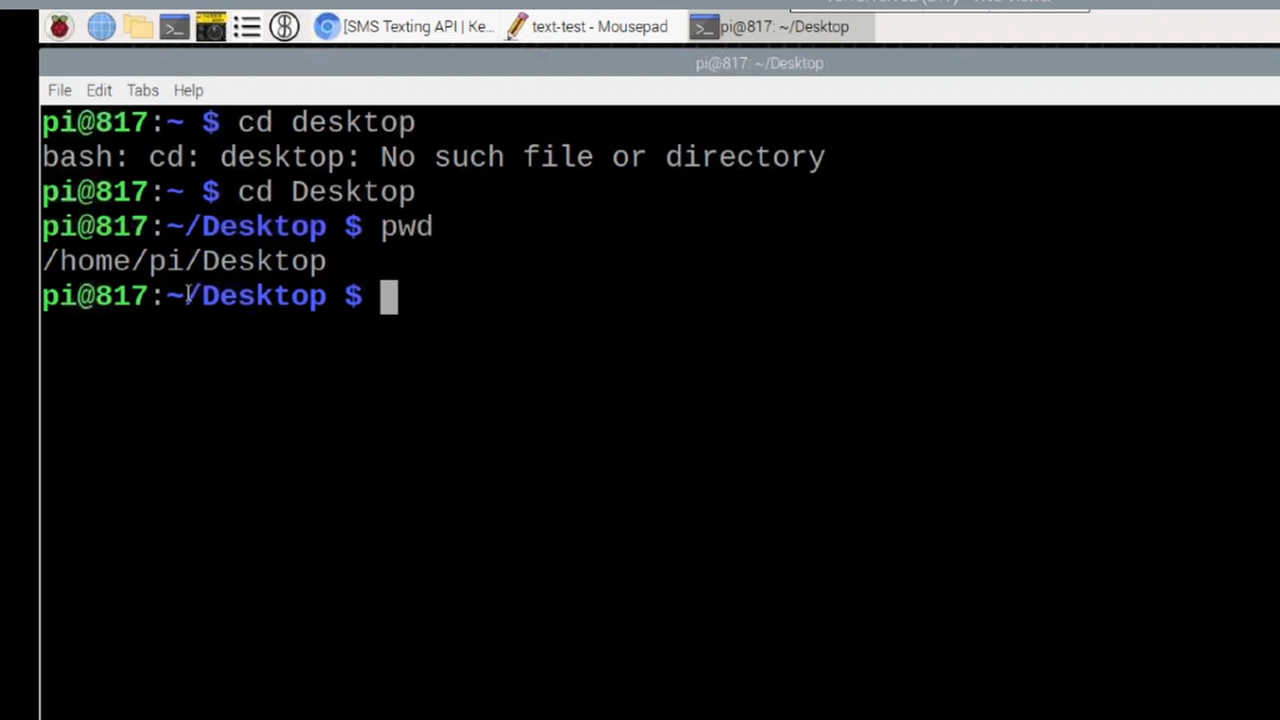 [SMS Texting API | Ke... text-test - Mousepad pi@817: ~/Desktop
pi@817: ~/Desktop
File Edit Tabs Help
pi@817:~ $ cd desktop
bash: cd: desktop: No such file or directory
pi@817:~ $ cd Desktop
pi@817:~/Desktop $ pwd
/home/pi/Desktop
pi@817:~/Desktop $